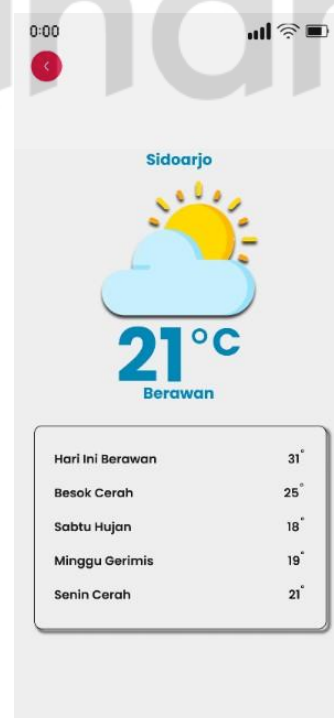 0:00
Sidoarjo
21°C
Berawan
Hari Ini Berawan 31°
Besok Cerah 25°
Sabtu Hujan 18°
Minggu Gerimis 19°
Senin Cerah 21°